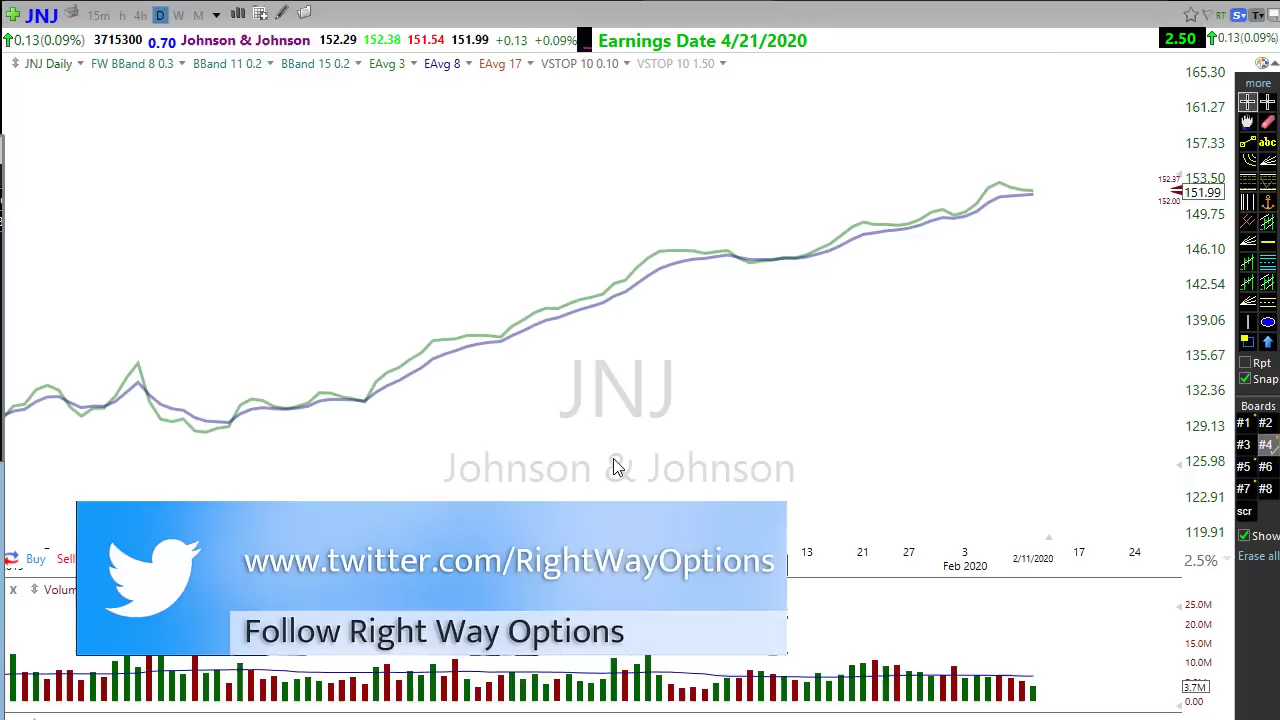 JNJ 15m h 4h D W M RT S T
0.13(0.09%) 3715300 0.70 Johnson & Johnson 152.29 152.38 151.54 151.99 +0.13 +0.09% Earnings Date 4/21/2020 2.50 0.13(0.09%)
JNJ Daily FW BBand 8 0.3 BBand 11 0.2 BBand 15 0.2 EAvg 3 EAvg 8 EAvg 17 VSTOP 10 0.10 VSTOP 10 1.50
165.30
161.27
157.33
153.50
152.37
151.99
152.00
149.75
146.10
142.54
139.06
135.67
132.36
129.13
125.98
122.91
119.91
more
abc
Rpt
Snap
Boards
#1 #2
#3 #4
#5 #6
#7 #8
scr
Show
Erase all
JNJ
Johnson & Johnson
Buy Sell
13 21 27 3 2/11/2020 17 24
Feb 2020
2.5%
x Volum
www.twitter.com/RightWayOptions
Follow Right Way Options
25.0M
20.0M
15.0M
10.0M
3.7M
0.00